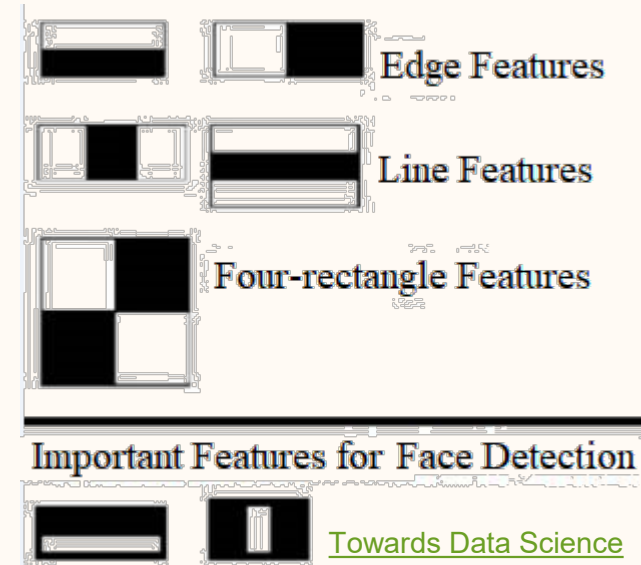 Edge Features
Line Features
Four-rectangle Features
Important Features for Face Detection
Towards Data Science